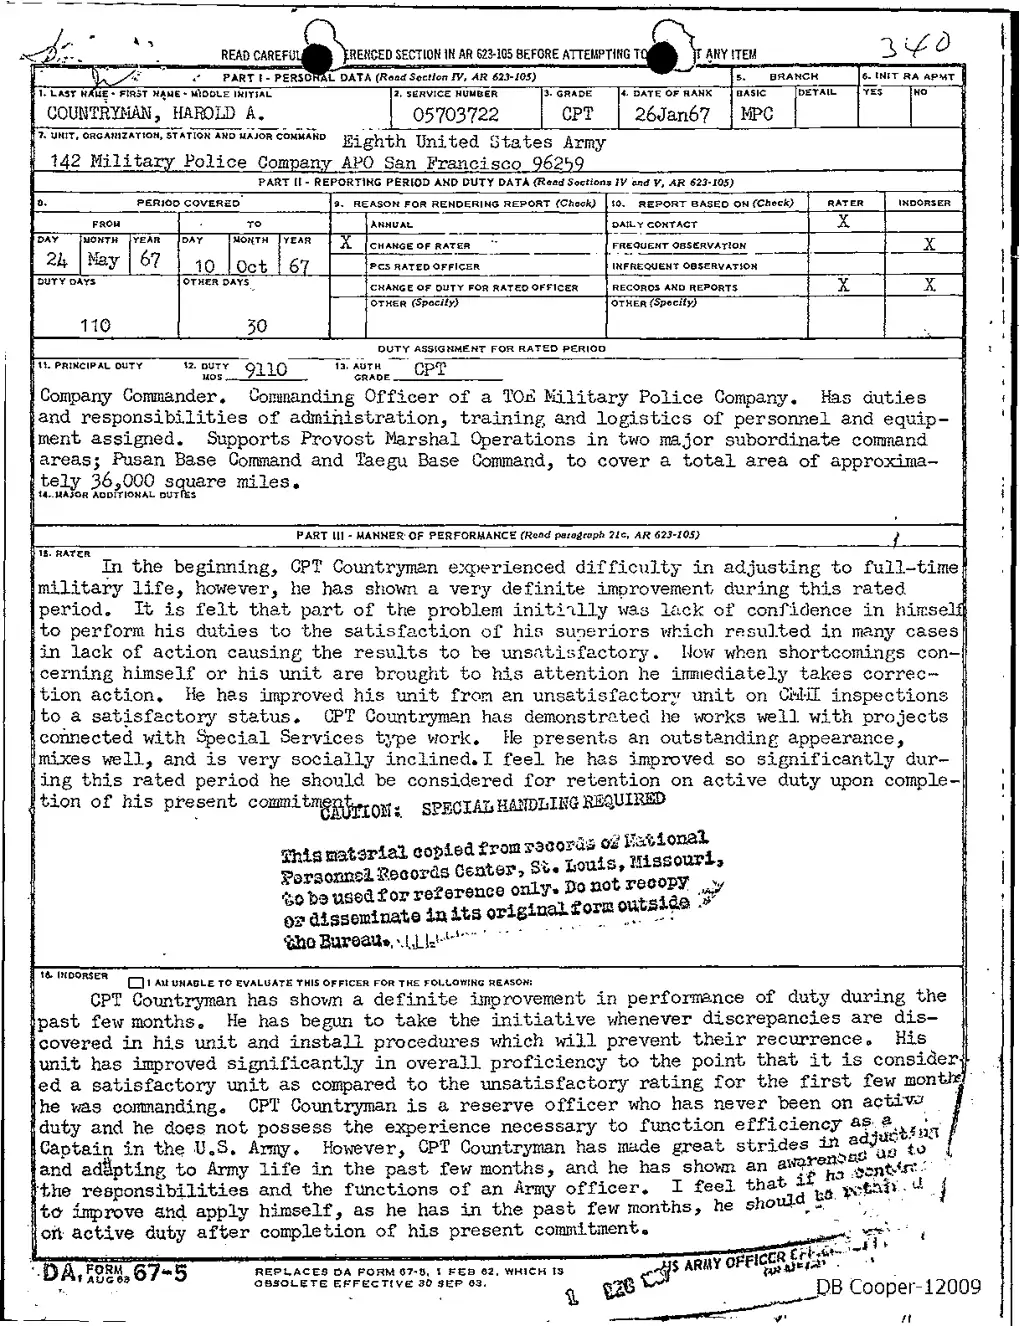 340
READ CAREFUL ERENCED SECTION IN AR 623-105 BEFORE ATTEMPTING TO T ANY ITEM
PART I - PERSONAL DATA (Read Section IV, AR 623-105)
5. BRANCH
6. INIT RA APMT
1. LAST NAME - FIRST NAME - MIDDLE INITIAL
2. SERVICE NUMBER
3. GRADE
4. DATE OF RANK
BASIC
DETAIL
YES
NO
COUNTRYMAN, HAROLD A.
05703722
CPT
26Jan67
MPC
7. UNIT, ORGANIZATION, STATION AND MAJOR COMMAND
Eighth United States Army
142 Military Police Company APO San Francisco 96259
PART II - REPORTING PERIOD AND DUTY DATA (Read Sections IV and V, AR 623-105)
8. PERIOD COVERED
9. REASON FOR RENDERING REPORT (Check)
10. REPORT BASED ON (Check)
RATER
INDORSER
FROM
TO
ANNUAL
DAILY CONTACT
X
DAY MONTH YEAR DAY MONTH YEAR
X CHANGE OF RATER
FREQUENT OBSERVATION
X
24 May 67 10 Oct 67
PCS RATED OFFICER
INFREQUENT OBSERVATION
DUTY DAYS
OTHER DAYS
CHANGE OF DUTY FOR RATED OFFICER
RECORDS AND REPORTS
X X
OTHER (Specify)
OTHER (Specify)
110
30
DUTY ASSIGNMENT FOR RATED PERIOD
11. PRINCIPAL DUTY
12. DUTY MOS 9110
13. AUTH GRADE CPT
Company Commander. Commanding Officer of a TOE Military Police Company. Has duties
and responsibilities of administration, training and logistics of personnel and equip-
ment assigned. Supports Provost Marshal Operations in two major subordinate command
areas; Pusan Base Command and Taegu Base Command, to cover a total area of approxima-
tely 36,000 square miles.
14. MAJOR ADDITIONAL DUTIES
PART III - MANNER OF PERFORMANCE (Read paragraph 21c, AR 623-105)
15. RATER
In the beginning, CPT Countryman experienced difficulty in adjusting to full-time
military life, however, he has shown a very definite improvement during this rated
period. It is felt that part of the problem initially was lack of confidence in himself
to perform his duties to the satisfaction of his superiors which resulted in many cases
in lack of action causing the results to be unsatisfactory. Now when shortcomings con-
cerning himself or his unit are brought to his attention he immediately takes correc-
tion action. He has improved his unit from an unsatisfactory unit on CMMI inspections
to a satisfactory status. CPT Countryman has demonstrated he works well with projects
connected with Special Services type work. He presents an outstanding appearance,
mixes well, and is very socially inclined. I feel he has improved so significantly dur-
ing this rated period he should be considered for retention on active duty upon comple-
tion of his present commitment.
CAUTION: SPECIAL HANDLING REQUIRED
This material copied from records of National
Personnel Records Center, St. Louis, Missouri,
to be used for reference only. Do not recopy
or disseminate in its original form outside
the Bureau.
16. INDORSER
I AM UNABLE TO EVALUATE THIS OFFICER FOR THE FOLLOWING REASON:
CPT Countryman has shown a definite improvement in performance of duty during the
past few months. He has begun to take the initiative whenever discrepancies are dis-
covered in his unit and install procedures which will prevent their recurrence. His
unit has improved significantly in overall proficiency to the point that it is consider-
ed a satisfactory unit as compared to the unsatisfactory rating for the first few months
he was commanding. CPT Countryman is a reserve officer who has never been on active
duty and he does not possess the experience necessary to function efficiency as a
Captain in the U.S. Army. However, CPT Countryman has made great strides in adjusting
and adapting to Army life in the past few months, and he has shown an awareness as to
the responsibilities and the functions of an Army officer. I feel that if he continues
to improve and apply himself, as he has in the past few months, he should be retained
on active duty after completion of his present commitment.
DA, FORM AUG 63 67-5
REPLACES DA FORM 67-5, 1 FEB 62, WHICH IS
OBSOLETE EFFECTIVE 30 SEP 63.
US ARMY OFFICER
DB Cooper-12009